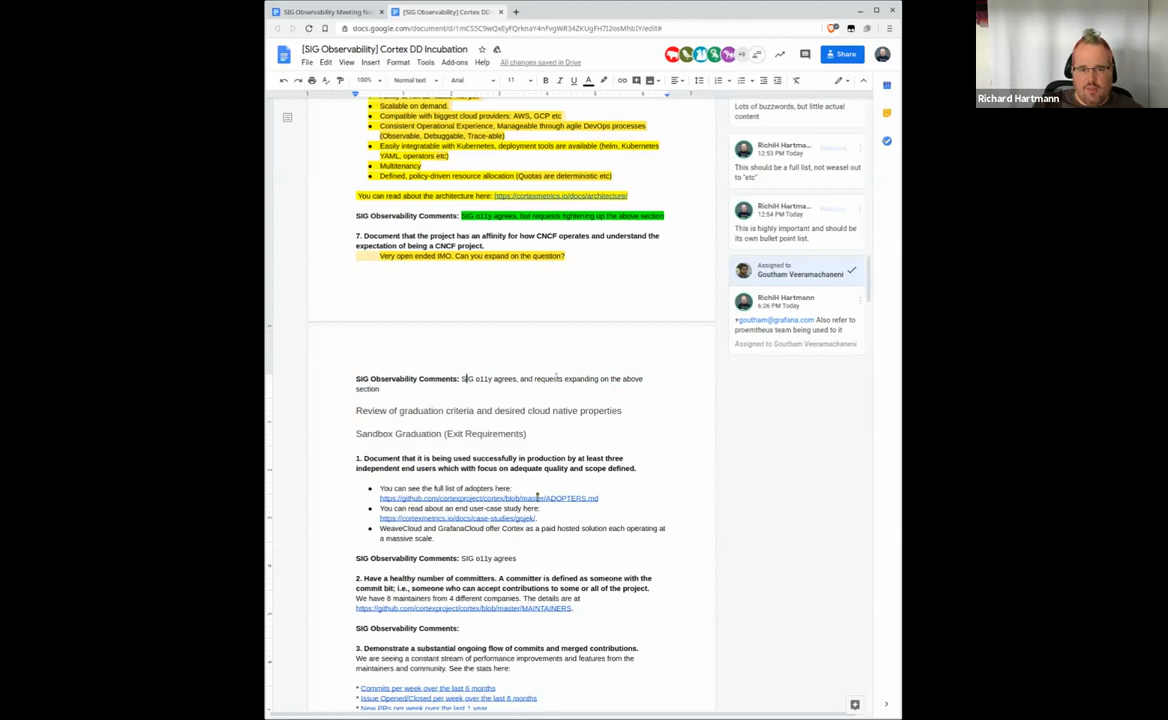 SIG Observability Meeting N
[SIG Observability] Cortex DD
docs.google.com/document/d/1mC5S5C9wQxEyFQrknaY4nFvgWR34ZKUgFH7l2osMhbIY/edit#
[SIG Observability] Cortex DD Incubation
File Edit View Insert Format Tools Add-ons Help All changes saved in Drive
+9
Share
100% Normal text Arial 11
Scalable on demand.
Compatible with biggest cloud providers: AWS, GCP etc
Consistent Operational Experience, Manageable through agile DevOps processes
(Observable, Debuggable, Trace-able)
Easily integratable with Kubernetes, deployment tools are available (helm, Kubernetes
YAML, operators etc)
Multitenancy
Defined, policy-driven resource allocation (Quotas are deterministic etc)
You can read about the architecture here: https://cortexmetrics.io/docs/architecture/
SIG Observability Comments: SIG o11y agrees, but requests tightening up the above section
7. Document that the project has an affinity for how CNCF operates and understand the
expectation of being a CNCF project.
Very open ended IMO. Can you expand on the question?
SIG Observability Comments: SIG o11y agrees, and requests expanding on the above
section
Review of graduation criteria and desired cloud native properties
Sandbox Graduation (Exit Requirements)
1. Document that it is being used successfully in production by at least three
independent end users which with focus on adequate quality and scope defined.
You can see the full list of adopters here:
https://github.com/cortexproject/cortex/blob/master/ADOPTERS.md
You can read about an end user-case study here:
https://cortexmetrics.io/docs/case-studies/gojek/.
WeaveCloud and GrafanaCloud offer Cortex as a paid hosted solution each operating at
a massive scale.
SIG Observability Comments: SIG o11y agrees
2. Have a healthy number of committers. A committer is defined as someone with the
commit bit; i.e., someone who can accept contributions to some or all of the project.
We have 8 maintainers from 4 different companies. The details are at
https://github.com/cortexproject/cortex/blob/master/MAINTAINERS.
SIG Observability Comments:
3. Demonstrate a substantial ongoing flow of commits and merged contributions.
We are seeing a constant stream of performance improvements and features from the
maintainers and community. See the stats here:
* Commits per week over the last 6 months
* Issue Opened/Closed per week over the last 6 months
* New PRs per week over the last 1 year
Lots of buzzwords, but little actual
content
RichiH Hartma...
12:53 PM Today
This should be a full list, not weasel out
to "etc"
RichiH Hartma...
12:54 PM Today
This is highly important and should be
its own bullet point list.
Assigned to
Goutham Veeramachaneni
RichiH Hartmann
6:26 PM Today
+goutham@grafana.com Also refer to
proemtheus team being used to it
Assigned to Goutham Veeramachaneni
Richard Hartmann